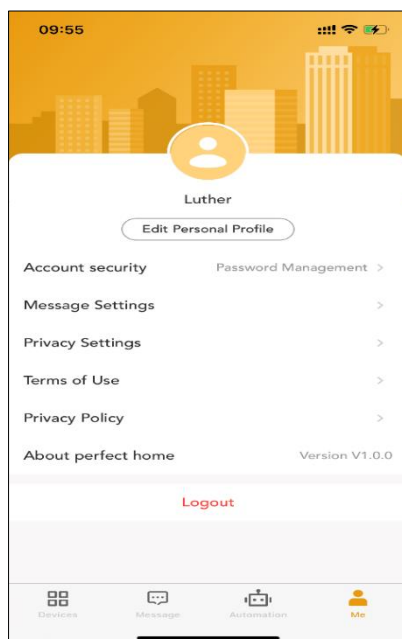 09:55
Luther
Edit Personal Profile
Account security Password Management >
Message Settings >
Privacy Settings >
Terms of Use >
Privacy Policy >
About perfect home Version V1.0.0
Logout
Devices Message Automation Me